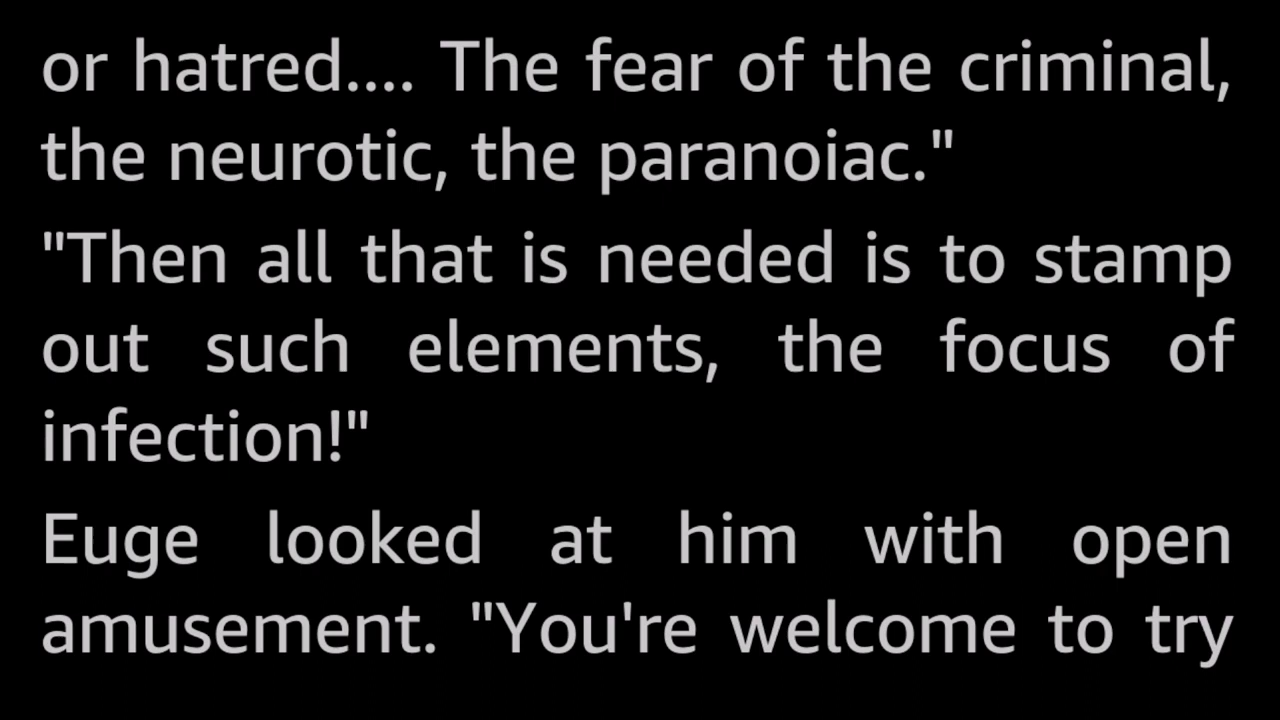 or hatred.... The fear of the criminal,
the neurotic, the paranoiac."
"Then all that is needed is to stamp
out such elements, the focus of
infection!"
Euge looked at him with open
amusement. "You're welcome to try